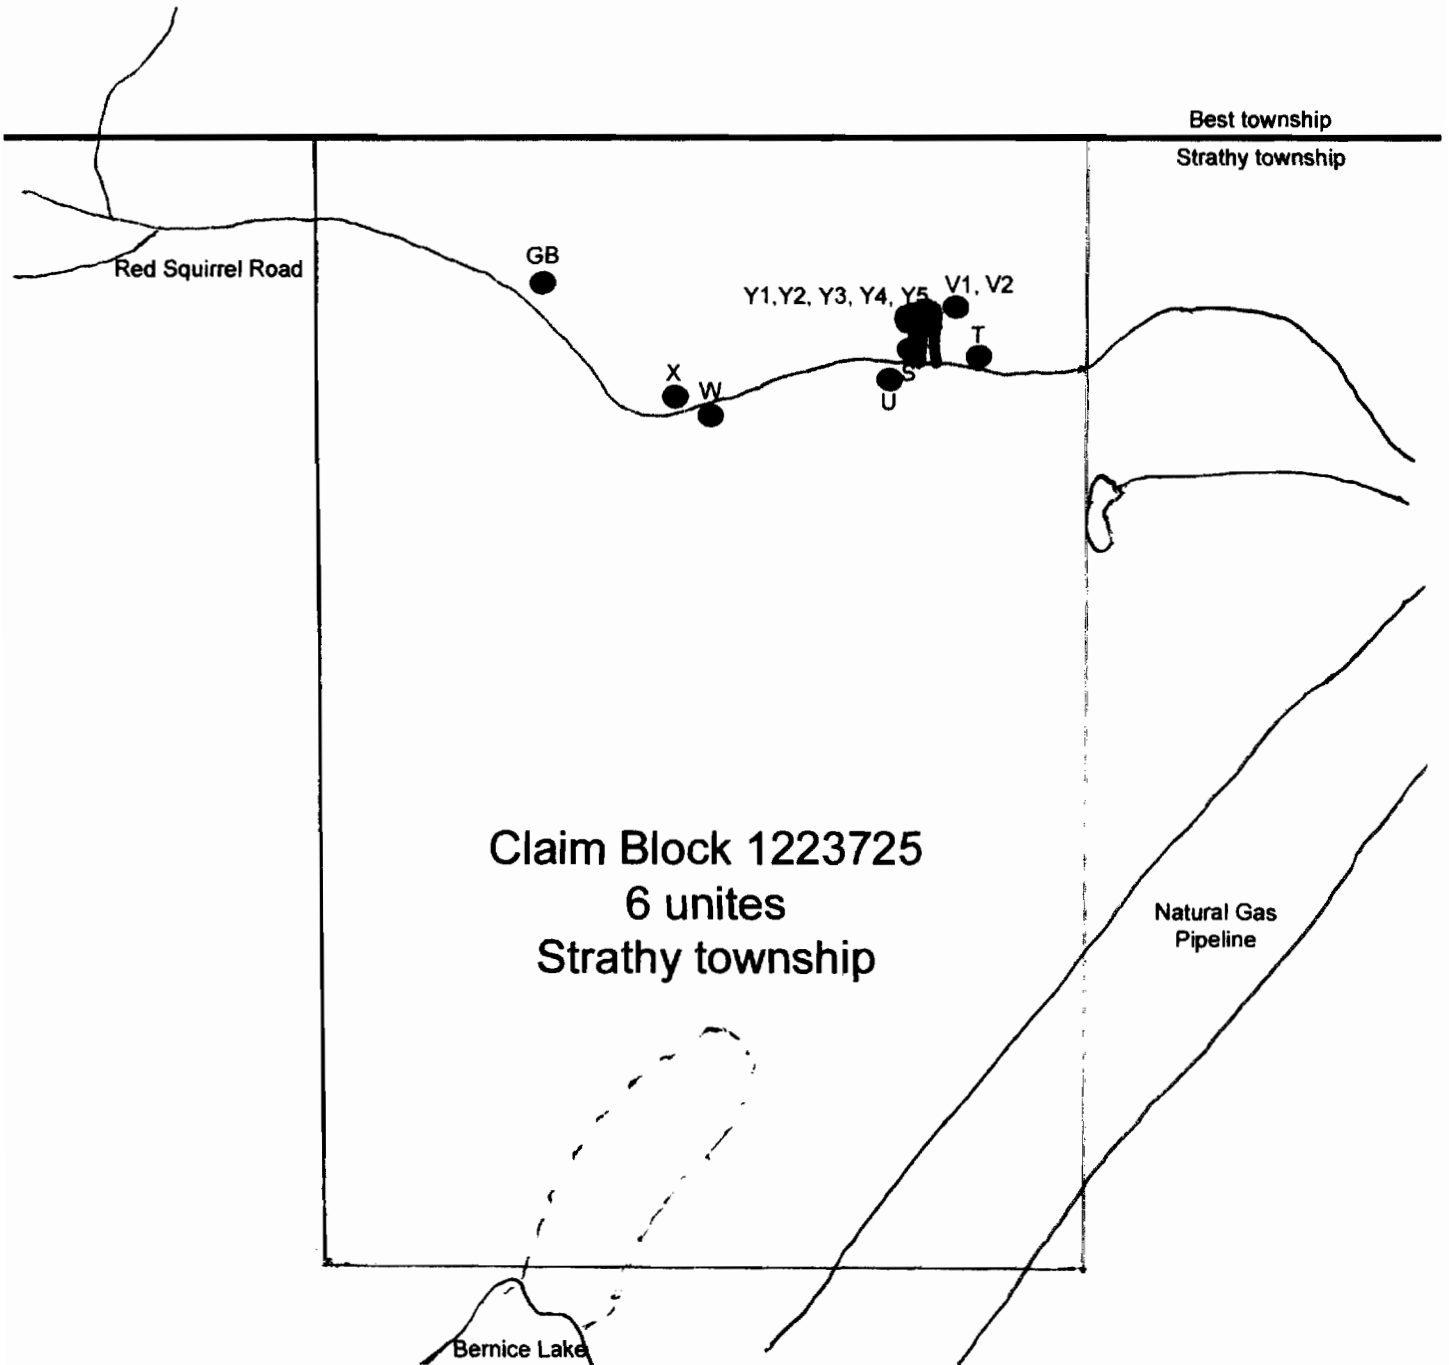 Best township
Strathy township
Red Squirrel Road
GB
Y1,Y2, Y3, Y4, Y5
V1, V2
T
X
W
S
U
Claim Block 1223725
6 unites
Strathy township
Natural Gas
Pipeline
Bernice Lake